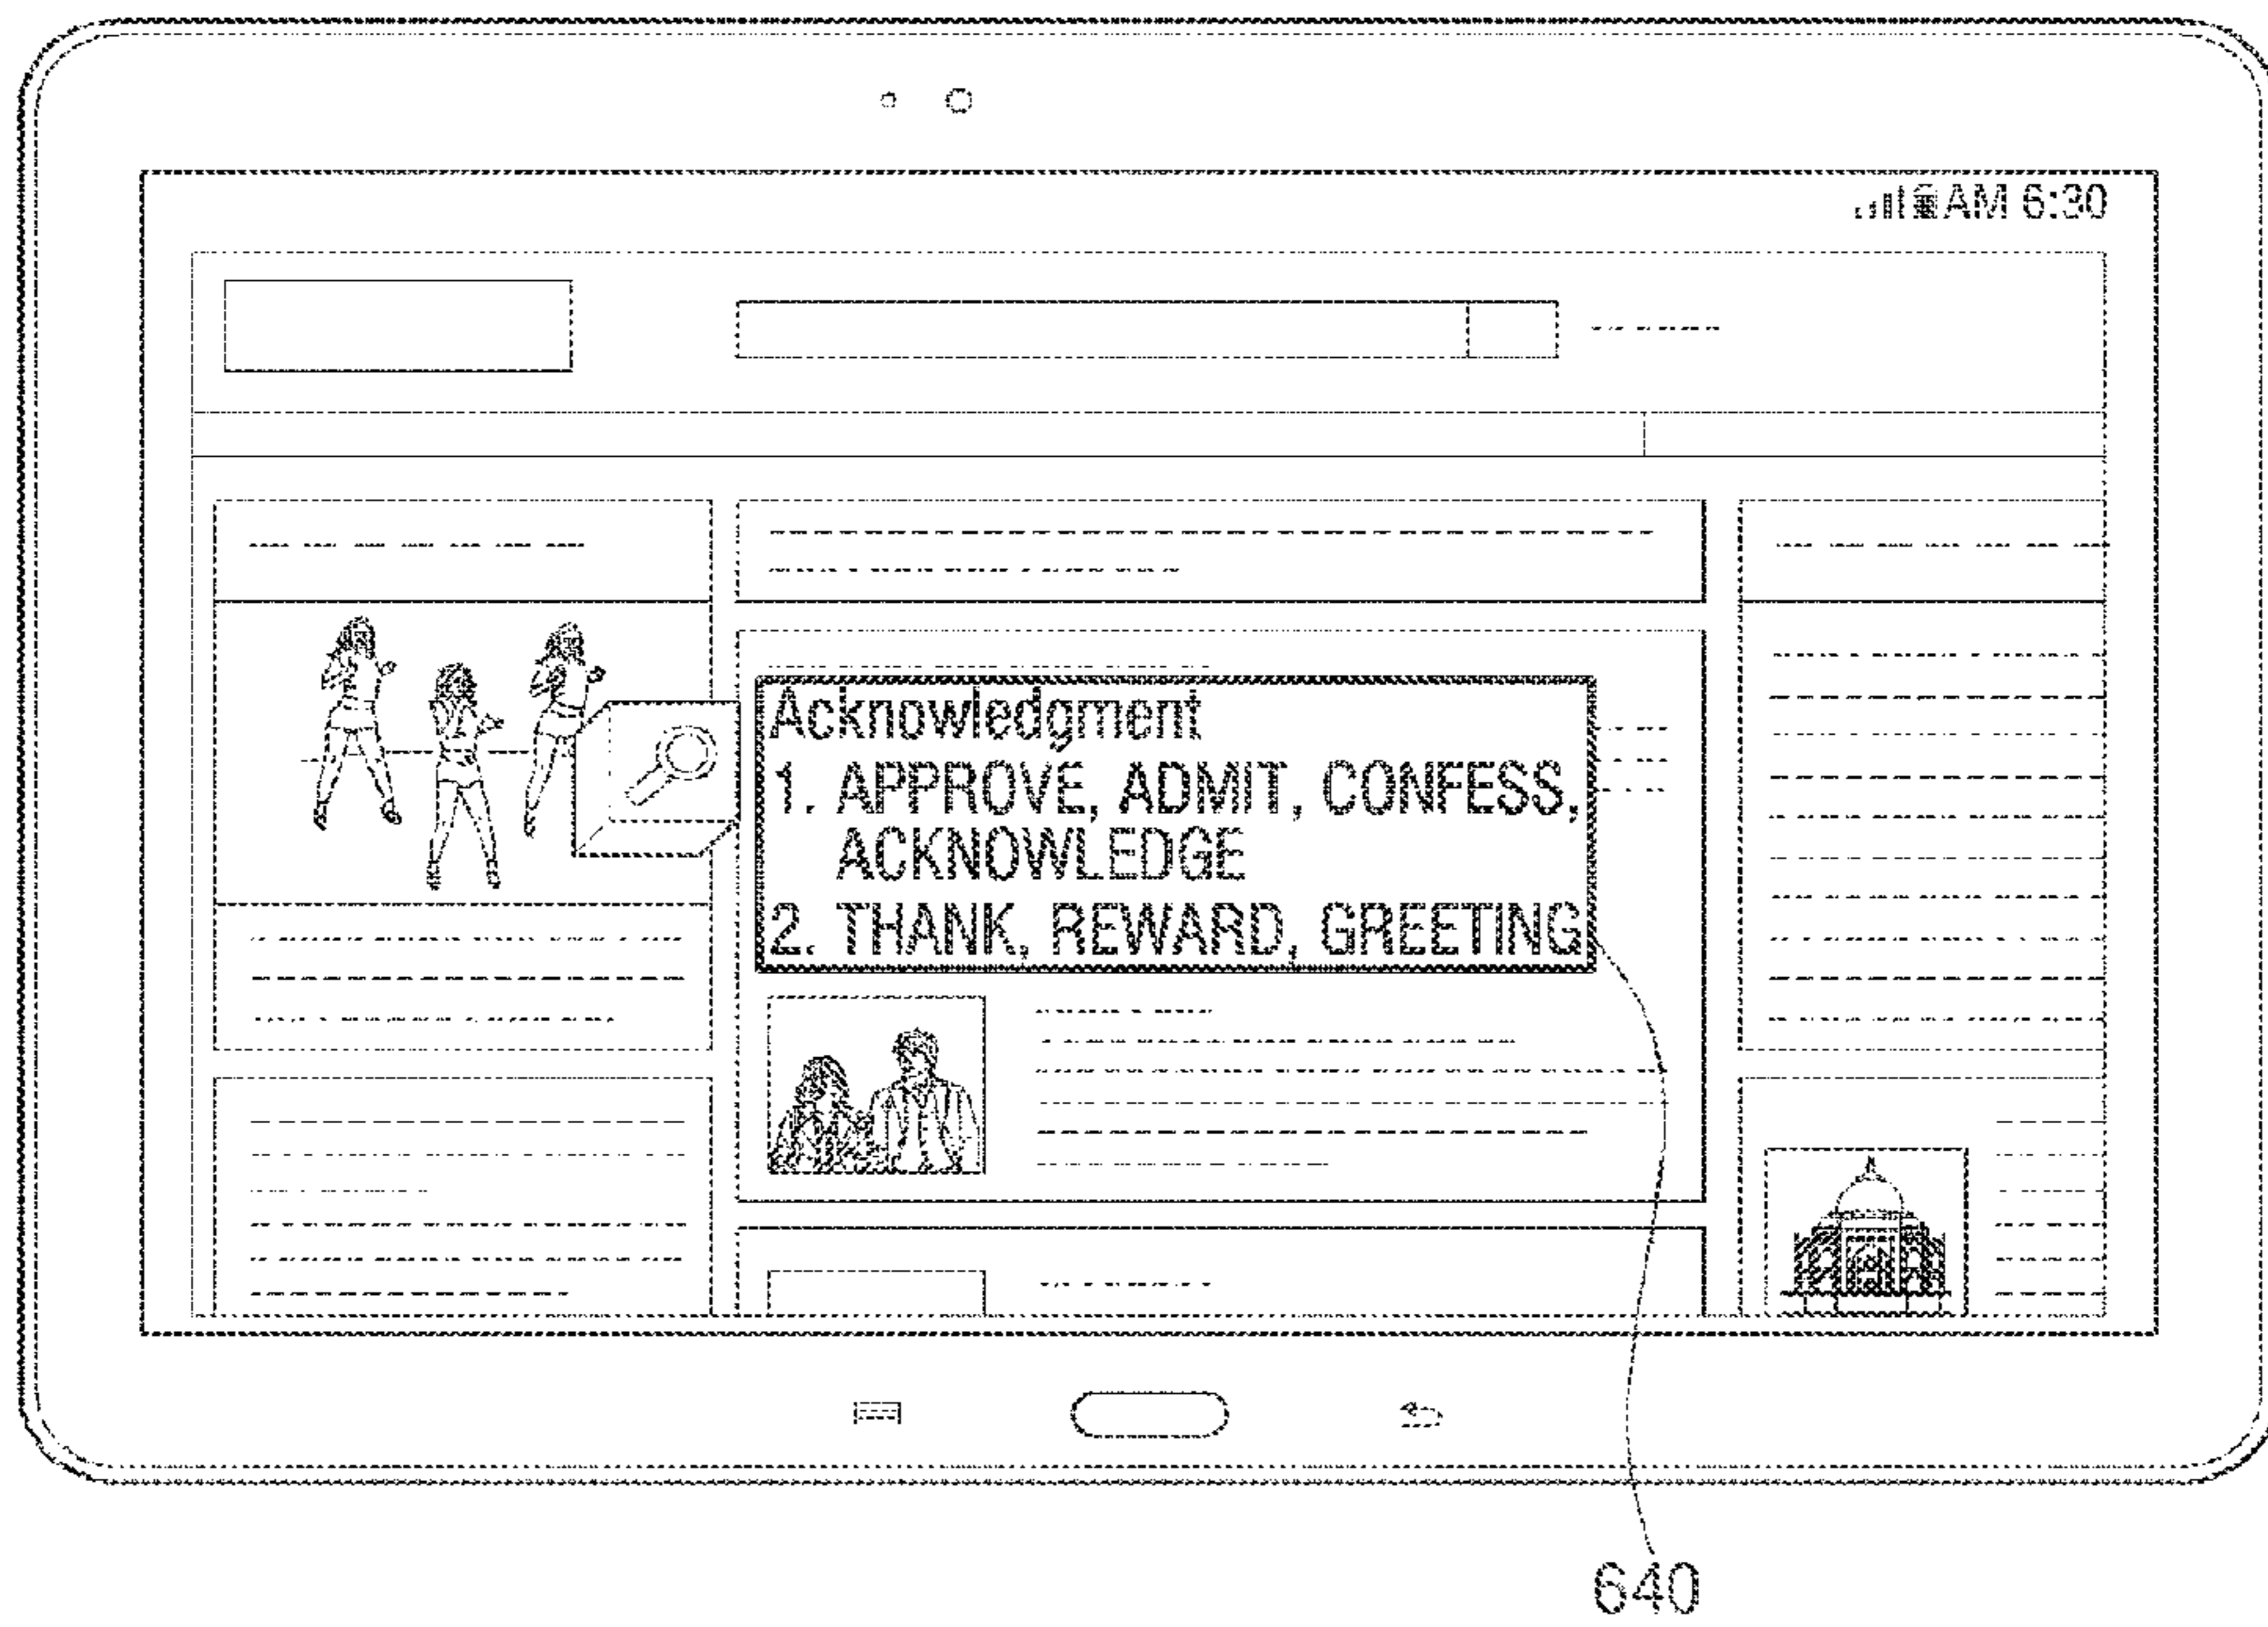 AM 6:30
Acknowledgment
1. APPROVE, ADMIT, CONFESS,
ACKNOWLEDGE
2. THANK, REWARD, GREETING
640